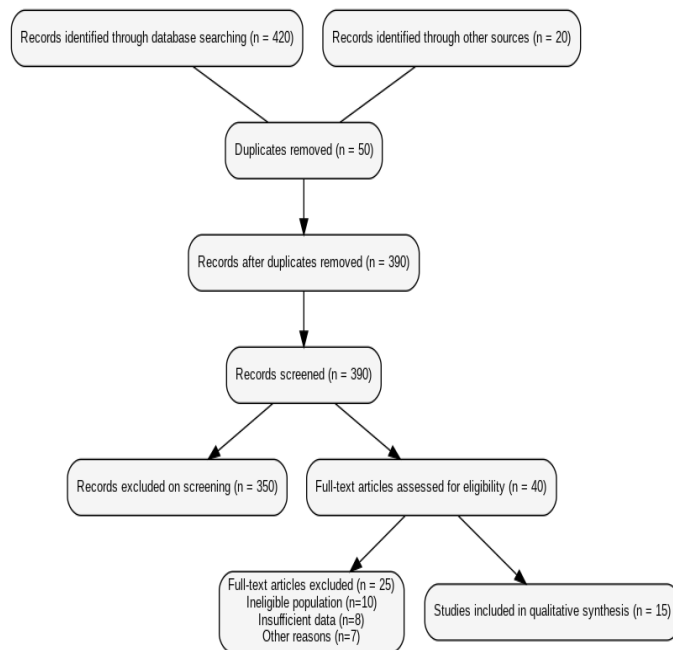 Records identified through database searching (n = 420)
Records identified through other sources (n = 20)
Duplicates removed (n = 50)
Records after duplicates removed (n = 390)
Records screened (n = 390)
Records excluded on screening (n = 350)
Full-text articles assessed for eligibility (n = 40)
Full-text articles excluded (n = 25)
Ineligible population (n=10)
Insufficient data (n=8)
Other reasons (n=7)
Studies included in qualitative synthesis (n = 15)